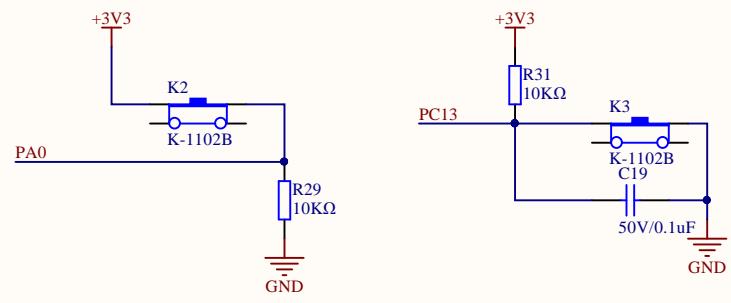 +3V3
K2
K-1102B
PA0
R29
10KΩ
GND
+3V3
R31
10KΩ
PC13
K3
K-1102B
C19
50V/0.1uF
GND